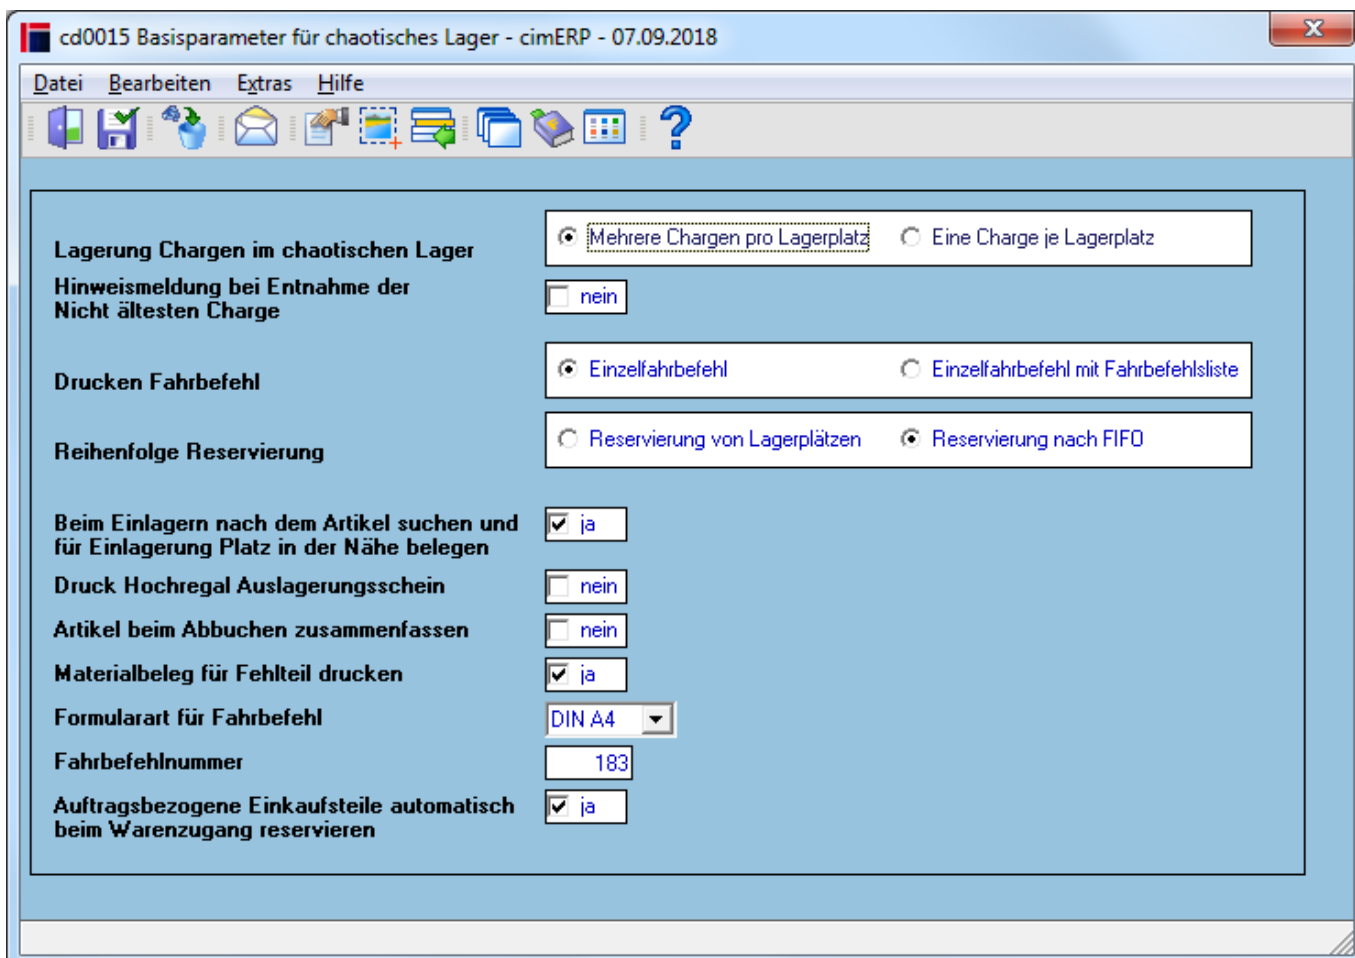 cd0015 Basisparameter für chaotisches Lager - cimERP - 07.09.2018
Datei Bearbeiten Extras Hilfe
Lagerung Chargen im chaotischen Lager
Mehrere Chargen pro Lagerplatz Eine Charge je Lagerplatz
Hinweismeldung bei Entnahme der
Nicht ältesten Charge
nein
Drucken Fahrbefehl
Einzelfahrbefehl Einzelfahrbefehl mit Fahrbefehlsliste
Reihenfolge Reservierung
Reservierung von Lagerplätzen Reservierung nach FIFO
Beim Einlagern nach dem Artikel suchen und
für Einlagerung Platz in der Nähe belegen
ja
Druck Hochregal Auslagerungsschein nein
Artikel beim Abbuchen zusammenfassen nein
Materialbeleg für Fehlteil drucken ja
Formularart für Fahrbefehl DIN A4
Fahrbefehlnummer 183
Auftragsbezogene Einkaufsteile automatisch
beim Warenzugang reservieren
ja